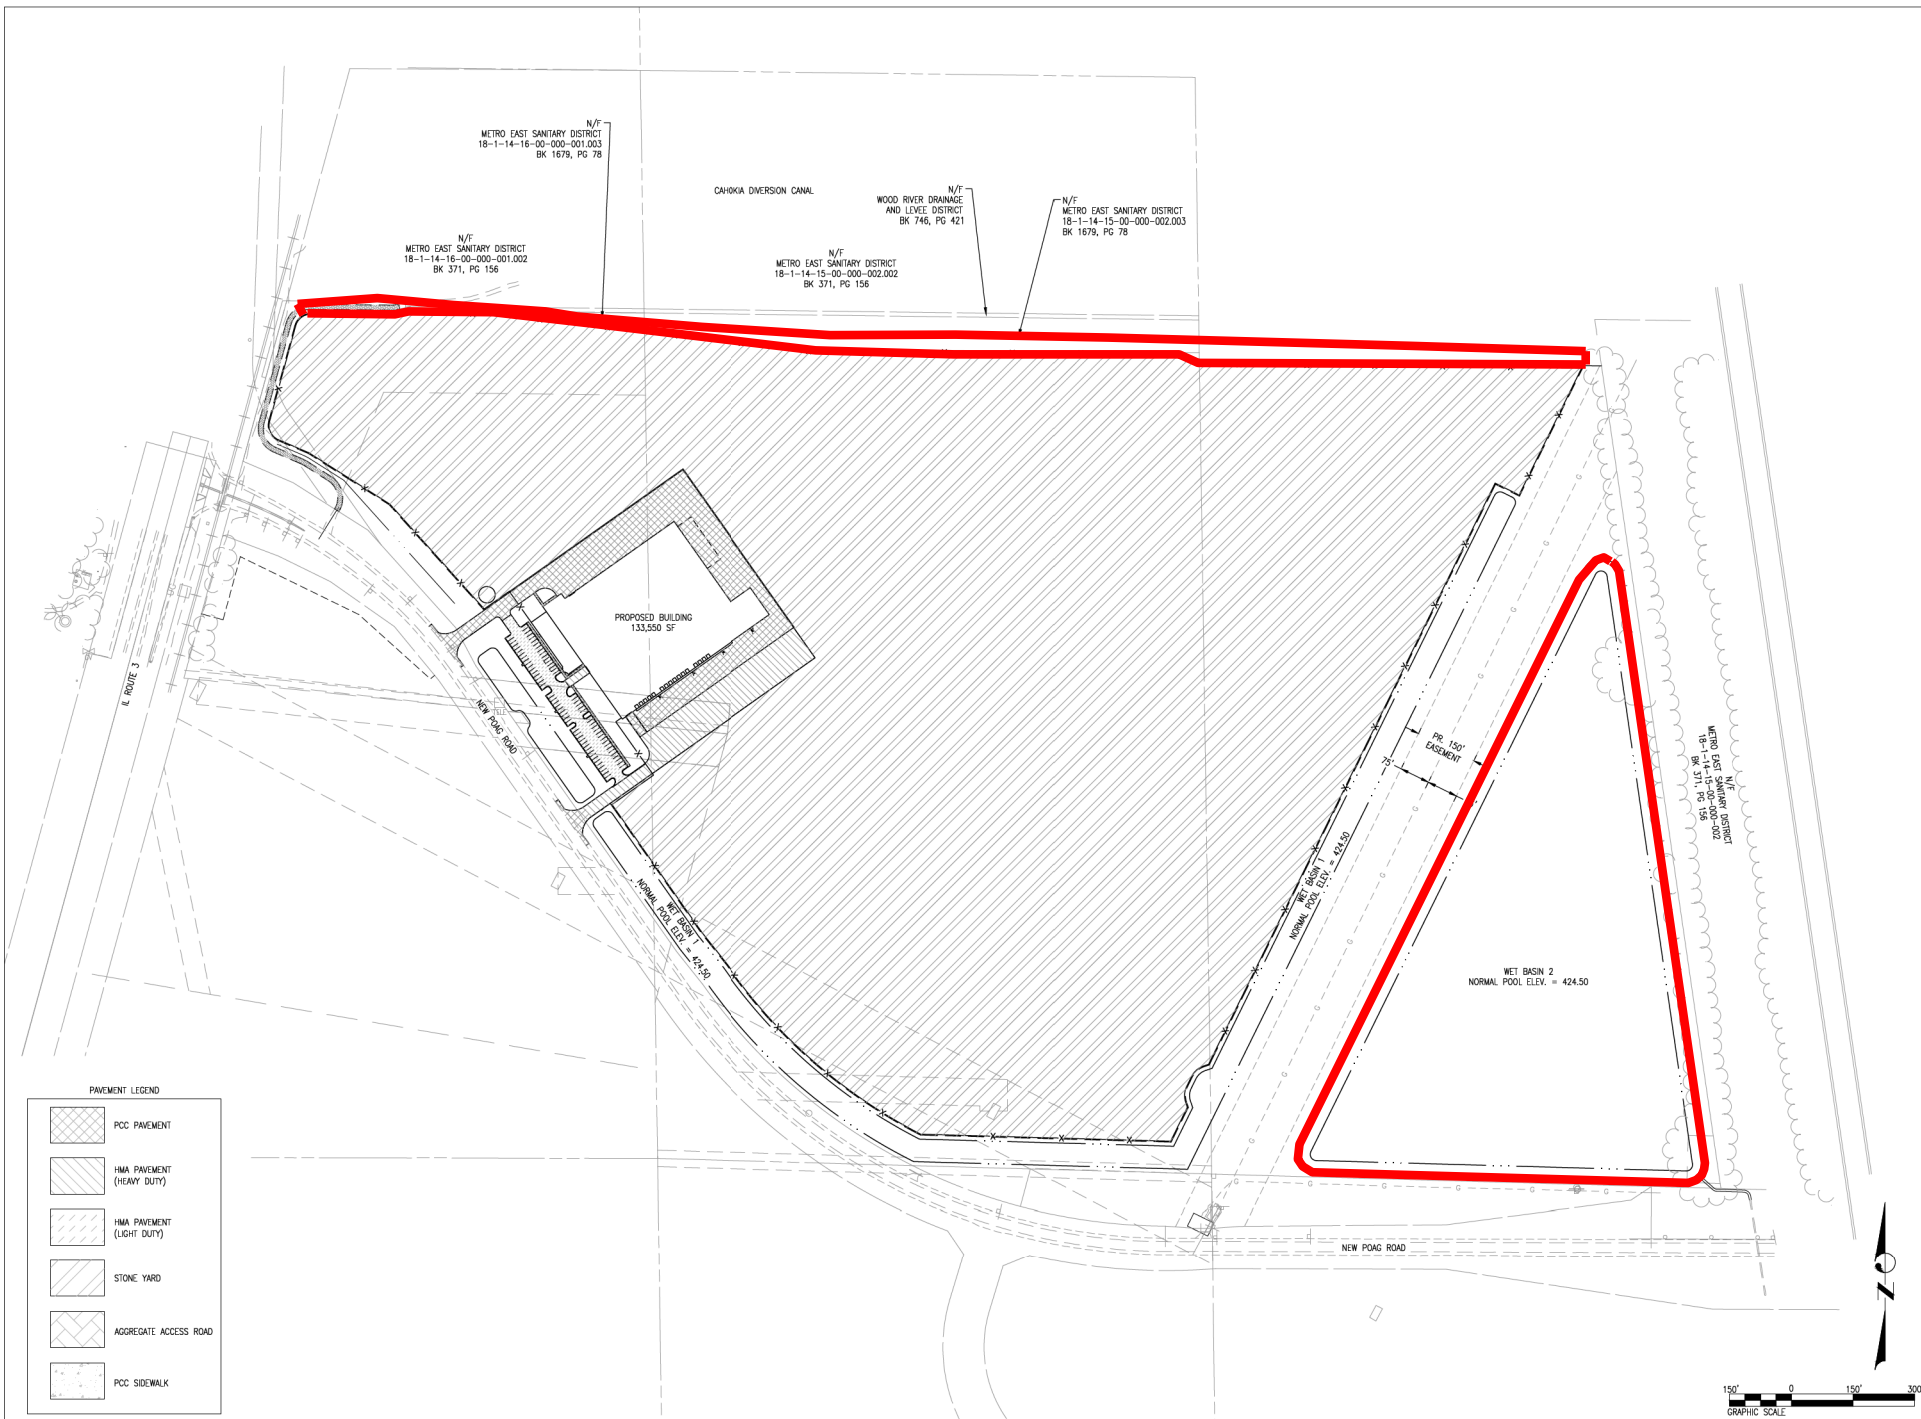 N/F
METRO EAST SANITARY DISTRICT
18-1-14-16-00-000-001.003
BK 1679, PG 78
CAHOKIA DIVERSION CANAL
N/F
WOOD RIVER DRAINAGE
AND LEVEE DISTRICT
BK 746, PG 421
N/F
METRO EAST SANITARY DISTRICT
18-1-14-15-00-000-002.003
BK 1679, PG 78
N/F
METRO EAST SANITARY DISTRICT
18-1-14-16-00-000-001.002
BK 371, PG 156
N/F
METRO EAST SANITARY DISTRICT
18-1-14-15-00-000-002.002
BK 371, PG 156
PROPOSED BUILDING
133,550 SF
IL ROUTE 3
NEW POAG ROAD
PR. 150'
EASEMENT
75'
N/F
METRO EAST SANITARY DISTRICT
18-1-14-15-00-000-002
BK 371, PG 156
WET BASIN 1
NORMAL POOL ELEV. = 424.50
WET BASIN 1
NORMAL POOL ELEV. = 424.50
WET BASIN 2
NORMAL POOL ELEV. = 424.50
NEW POAG ROAD
PAVEMENT LEGEND
PCC PAVEMENT
HMA PAVEMENT
(HEAVY DUTY)
HMA PAVEMENT
(LIGHT DUTY)
STONE YARD
AGGREGATE ACCESS ROAD
PCC SIDEWALK
N
150' 0 150' 300
GRAPHIC SCALE